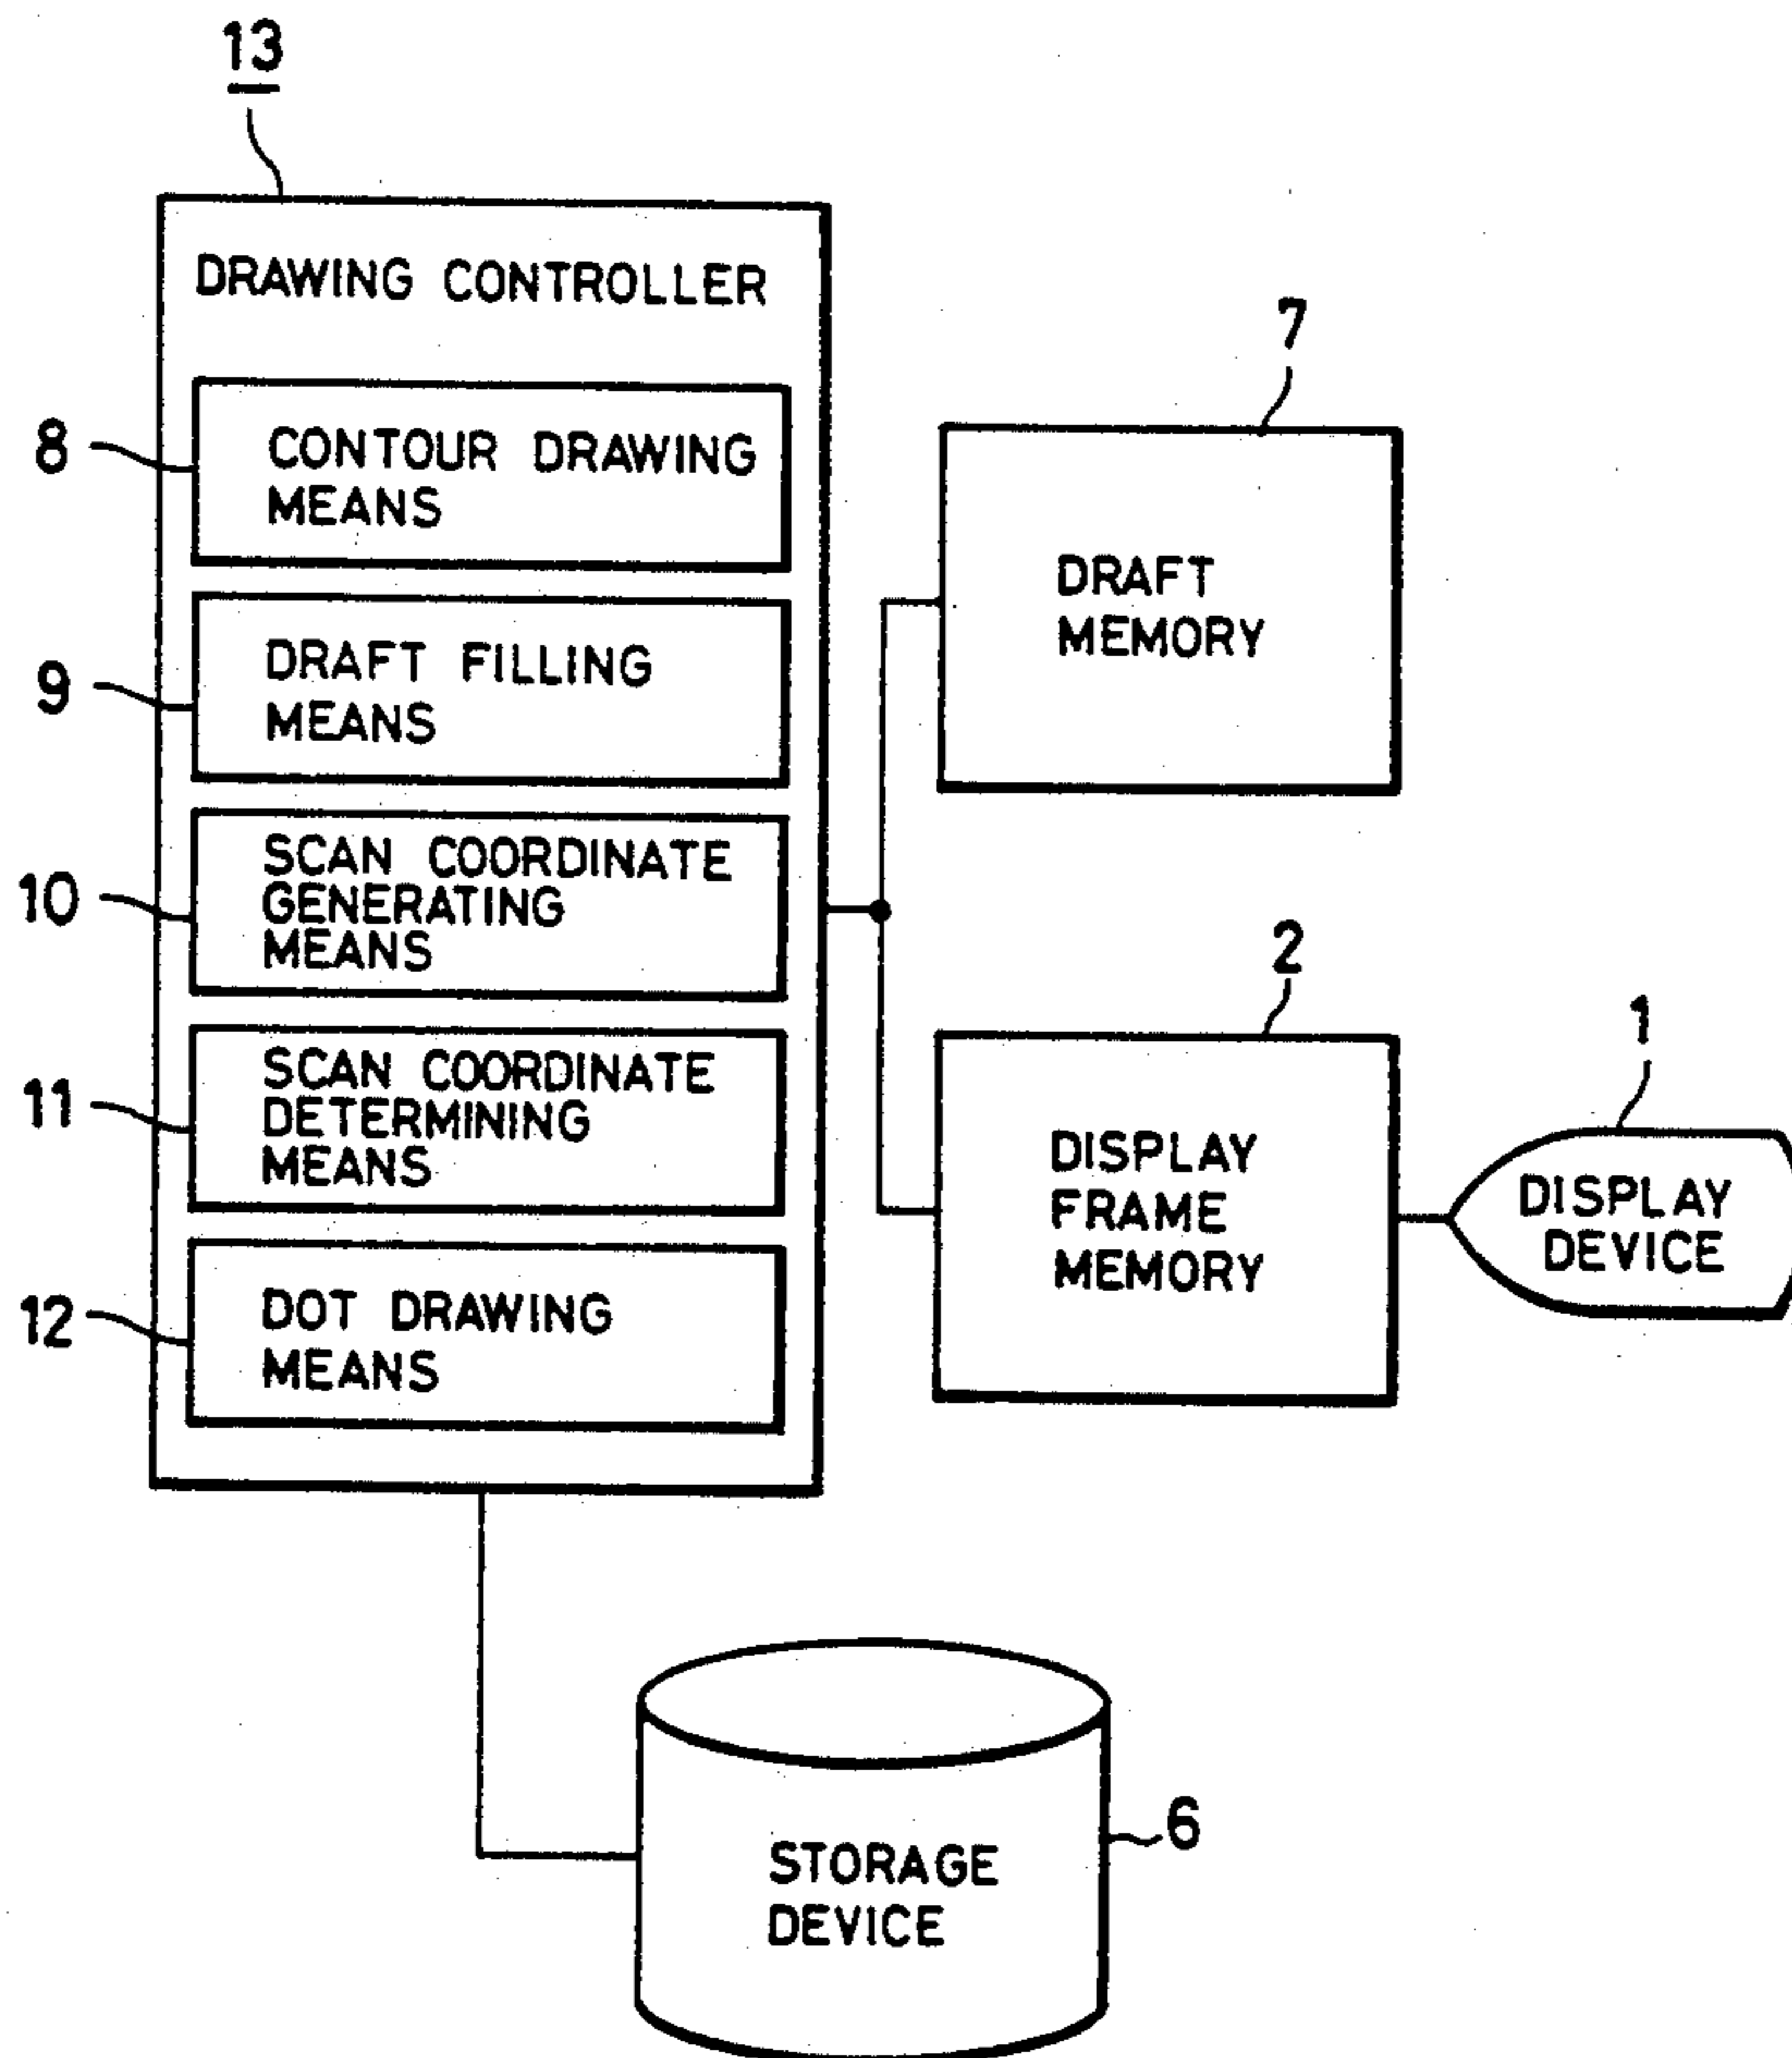 13
DRAWING CONTROLLER
8
CONTOUR DRAWING
MEANS
9
DRAFT FILLING
MEANS
10
SCAN COORDINATE
GENERATING
MEANS
11
SCAN COORDINATE
DETERMINING
MEANS
12
DOT DRAWING
MEANS
7
DRAFT
MEMORY
2
DISPLAY
FRAME
MEMORY
1
DISPLAY
DEVICE
6
STORAGE
DEVICE